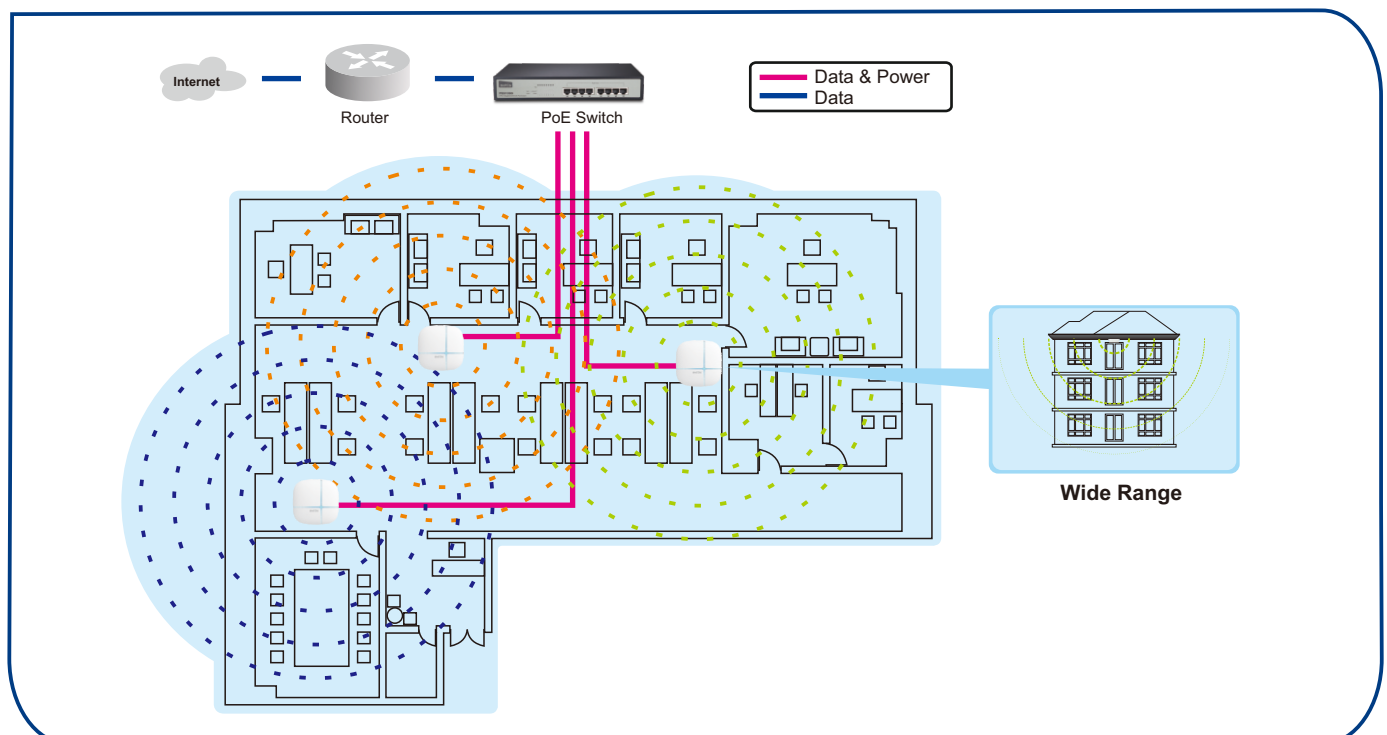 Internet
Router
PoE Switch
Data & Power
Data
Wide Range